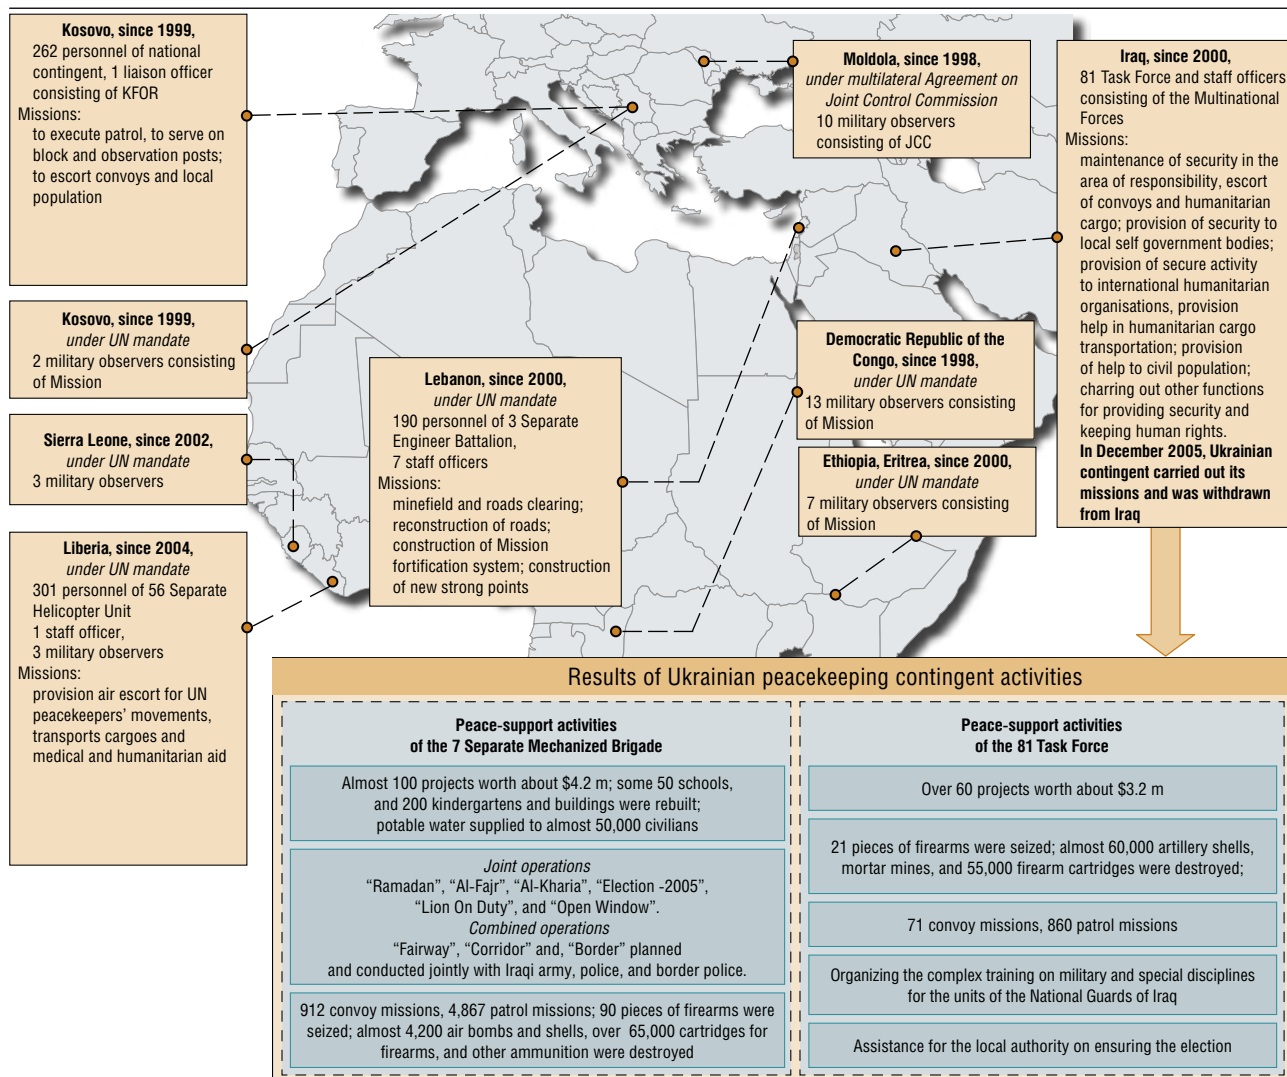 Kosovo, since 1999,
262 personnel of national
contingent, 1 liaison officer
consisting of KFOR
Missions:
to execute patrol, to serve on
block and observation posts;
to escort convoys and local
population
Kosovo, since 1999,
under UN mandate
2 military observers consisting
of Mission
Sierra Leone, since 2002,
under UN mandate
3 military observers
Liberia, since 2004,
under UN mandate
301 personnel of 56 Separate
Helicopter Unit
1 staff officer,
3 military observers
Missions:
provision air escort for UN
peacekeepers’ movements,
transports cargoes and
medical and humanitarian aid
Lebanon, since 2000,
under UN mandate
190 personnel of 3 Separate
Engineer Battalion,
7 staff officers
Missions:
minefield and roads clearing;
reconstruction of roads;
construction of Mission
fortification system; construction
of new strong points
Moldola, since 1998,
under multilateral Agreement on
Joint Control Commission
10 military observers
consisting of JCC
Democratic Republic of the
Congo, since 1998,
under UN mandate
13 military observers consisting
of Mission
Ethiopia, Eritrea, since 2000,
under UN mandate
7 military observers consisting
of Mission
Iraq, since 2000,
81 Task Force and staff officers
consisting of the Multinational
Forces
Missions:
maintenance of security in the
area of responsibility, escort
of convoys and humanitarian
cargo; provision of security to
local self government bodies;
provision of secure activity
to international humanitarian
organisations, provision
help in humanitarian cargo
transportation; provision
of help to civil population;
charring out other functions
for providing security and
keeping human rights.
In December 2005, Ukrainian
contingent carried out its
missions and was withdrawn
from Iraq
Results of Ukrainian peacekeeping contingent activities
Peace-support activities
of the 7 Separate Mechanized Brigade
Almost 100 projects worth about $4.2 m; some 50 schools,
and 200 kindergartens and buildings were rebuilt;
potable water supplied to almost 50,000 civilians
Joint operations
“Ramadan”, “Al-Fajr”, “Al-Kharia”, “Election -2005”,
“Lion On Duty”, and “Open Window”.
Combined operations
“Fairway”, “Corridor” and, “Border” planned
and conducted jointly with Iraqi army, police, and border police.
912 convoy missions, 4,867 patrol missions; 90 pieces of firearms were
seized; almost 4,200 air bombs and shells, over 65,000 cartridges for
firearms, and other ammunition were destroyed
Peace-support activities
of the 81 Task Force
Over 60 projects worth about $3.2 m
21 pieces of firearms were seized; almost 60,000 artillery shells,
mortar mines, and 55,000 firearm cartridges were destroyed;
71 convoy missions, 860 patrol missions
Organizing the complex training on military and special disciplines
for the units of the National Guards of Iraq
Assistance for the local authority on ensuring the election